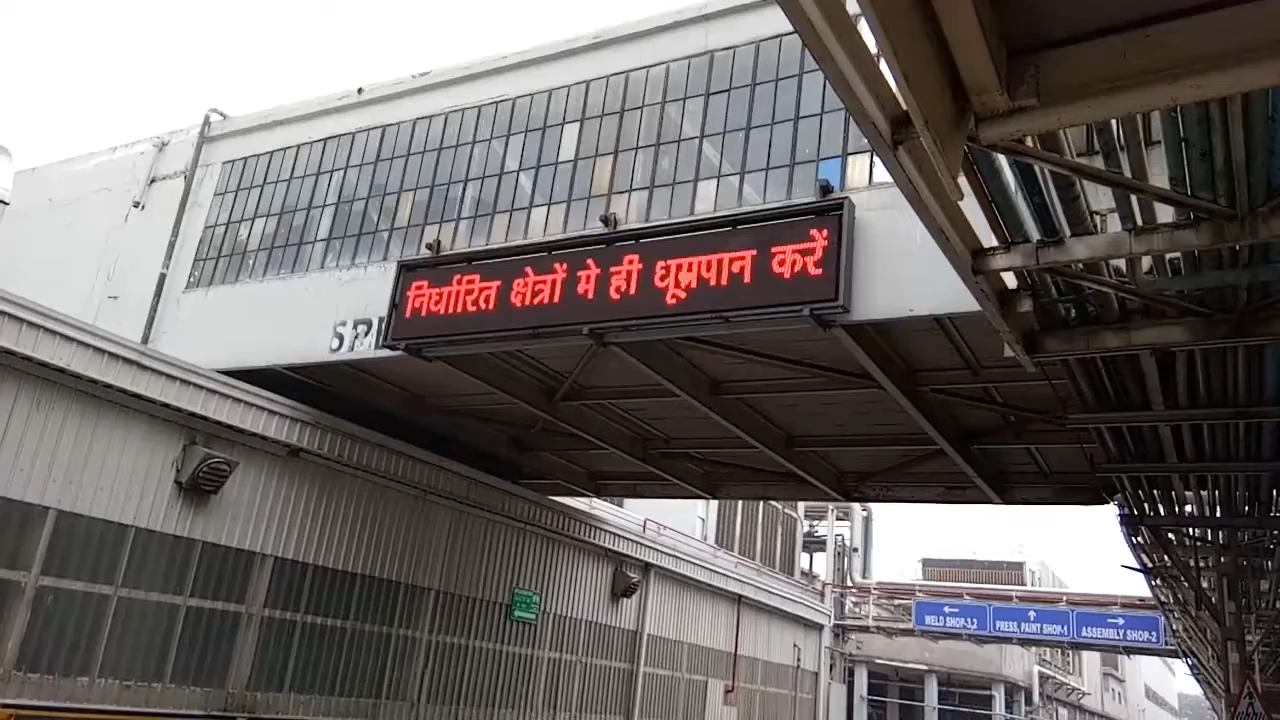 निर्धारित क्षेत्रों मे ही धूम्रपान करें
WELD SHOP-3,2
PRESS, PAINT SHOP-1
ASSEMBLY SHOP-2